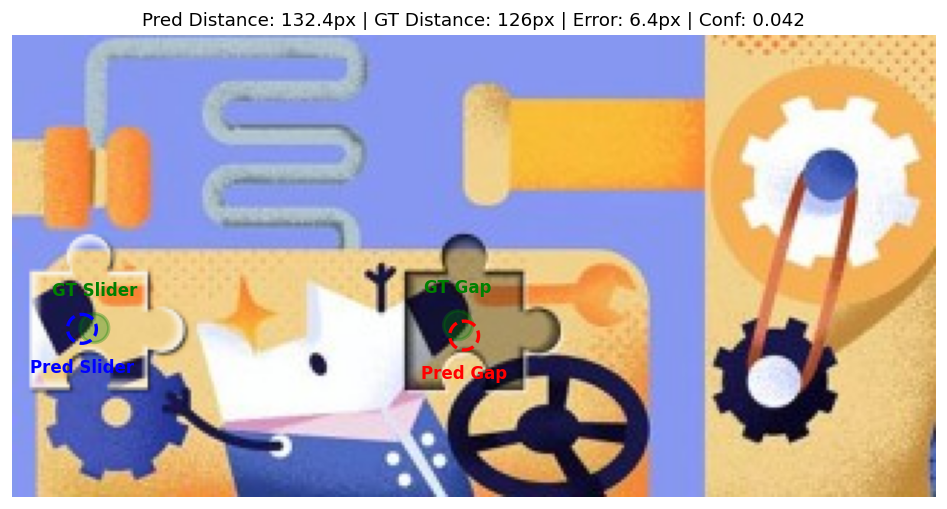 Pred Distance: 132.4px | GT Distance: 126px | Error: 6.4px | Conf: 0.042
GT Slider
GT Gap
Pred Slider
Pred Gap